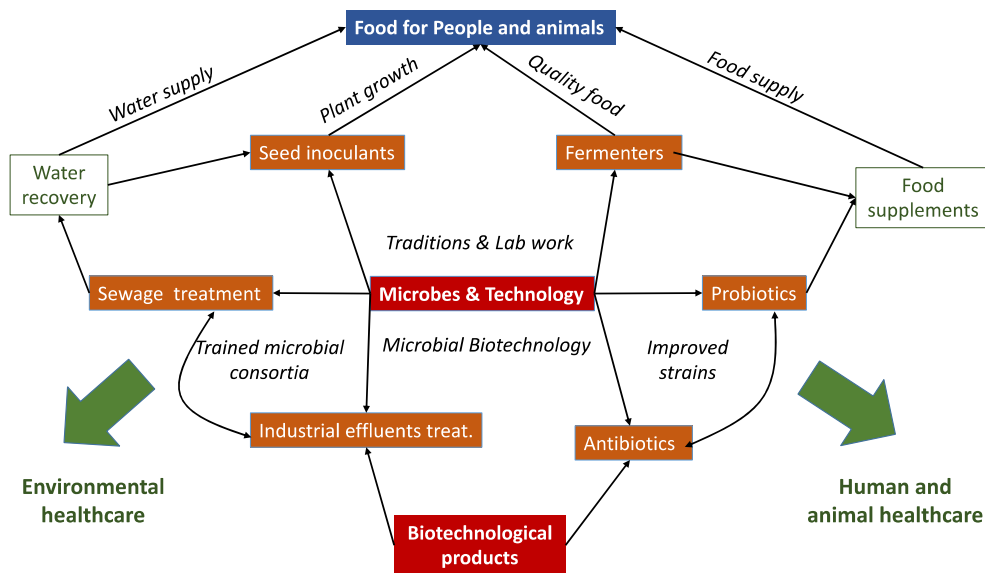 Food for People and animals
Water supply
Plant growth
Quality food
Food supply
Seed inoculants
Fermenters
Water
recovery
Food
supplements
Traditions & Lab work
Sewage  treatment
Microbes & Technology
Probiotics
Trained microbial
consortia
Microbial Biotechnology
Improved
strains
Industrial effluents treat.
Antibiotics
Environmental
healthcare
Human and
animal healthcare
Biotechnological
products